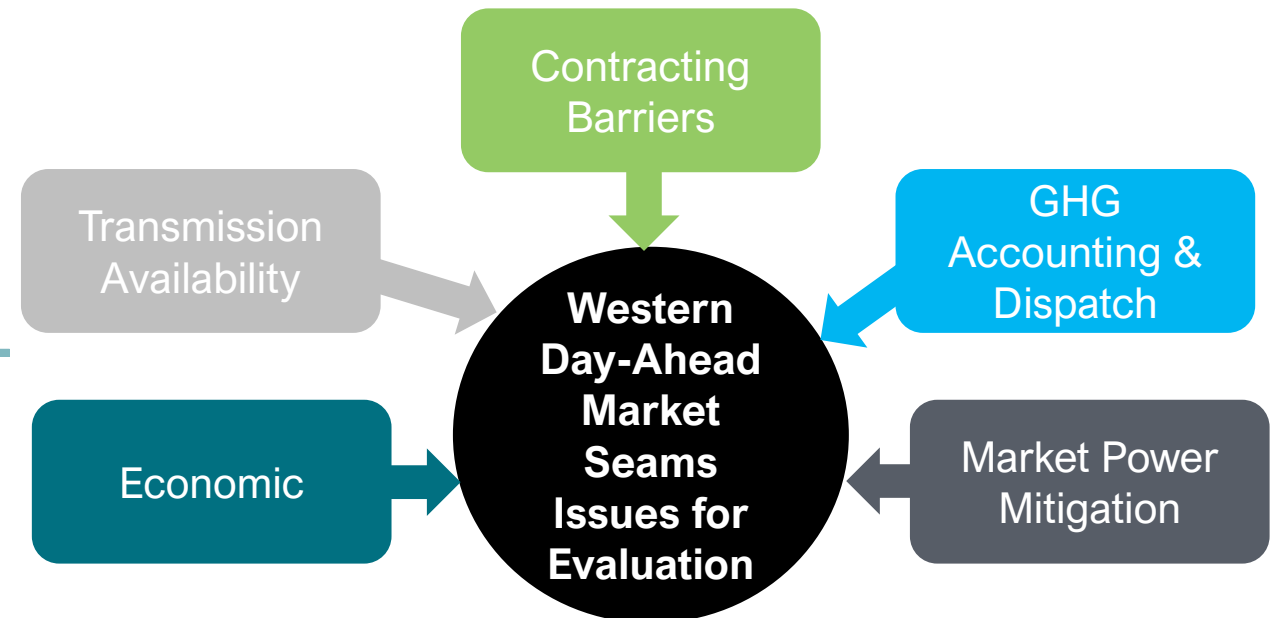 Contracting
Barriers
Transmission
Availability
GHG
Accounting &
Dispatch
Western
Day-Ahead
Market
Seams
Issues for
Evaluation
Economic
Market Power
Mitigation